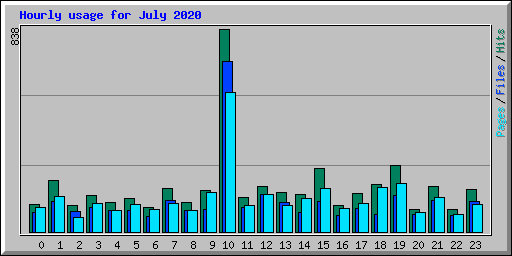 Hourly usage for July 2020
838
Pages / Files / Hits
0 1 2 3 4 5 6 7 8 9 10 11 12 13 14 15 16 17 18 19 20 21 22 23